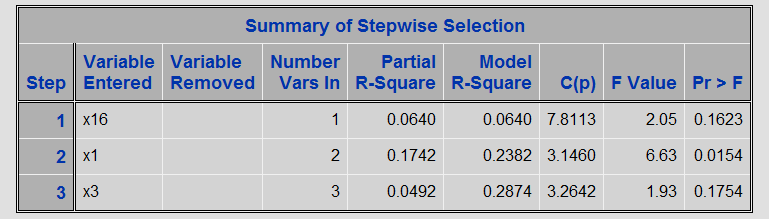 Summary of Stepwise Selection
Step Variable Entered Variable Removed Number Vars In Partial R-Square Model R-Square C(p) F Value Pr > F
1 x16 1 0.0640 0.0640 7.8113 2.05 0.1623
2 x1 2 0.1742 0.2382 3.1460 6.63 0.0154
3 x3 3 0.0492 0.2874 3.2642 1.93 0.1754